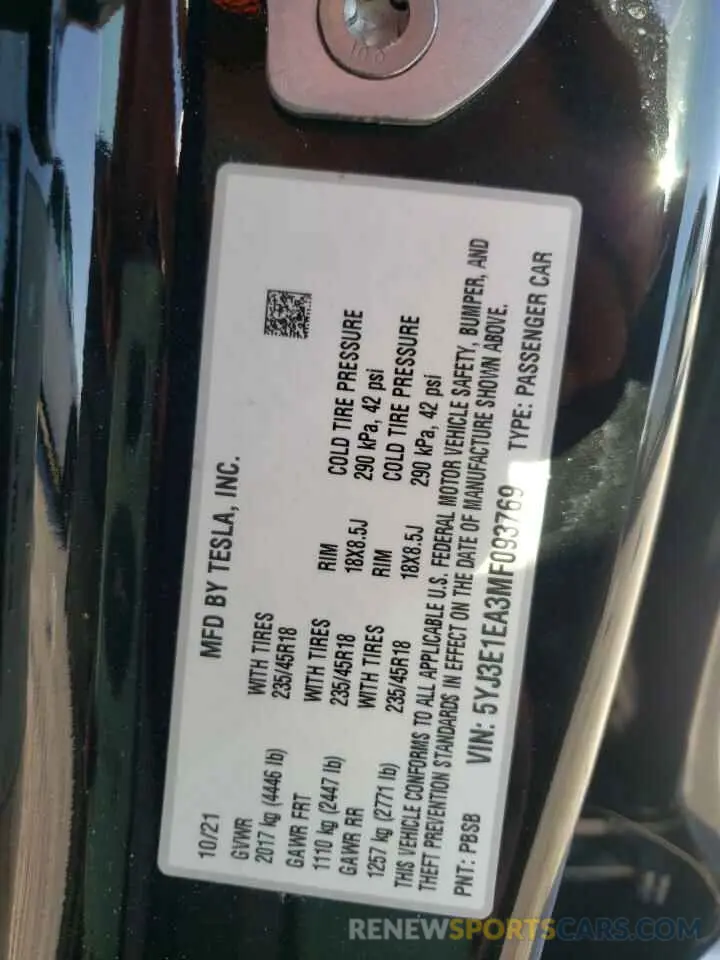 10/21 MFD BY TESLA, INC.
GVWR
2017 kg (4446 lb) WITH TIRES
235/45R18
GAWR FRT WITH TIRES RIM COLD TIRE PRESSURE
1110 kg (2447 lb) 235/45R18 18X8.5J 290 kPa, 42 psi
GAWR RR WITH TIRES RIM COLD TIRE PRESSURE
1257 kg (2771 lb) 235/45R18 18X8.5J 290 kPa, 42 psi
THIS VEHICLE CONFORMS TO ALL APPLICABLE U.S. FEDERAL MOTOR VEHICLE SAFETY, BUMPER, AND
THEFT PREVENTION STANDARDS IN EFFECT ON THE DATE OF MANUFACTURE SHOWN ABOVE.
PNT: PBSB VIN: 5YJ3E1EA3MF093769 TYPE: PASSENGER CAR
RENEWSPORTSCARS.COM